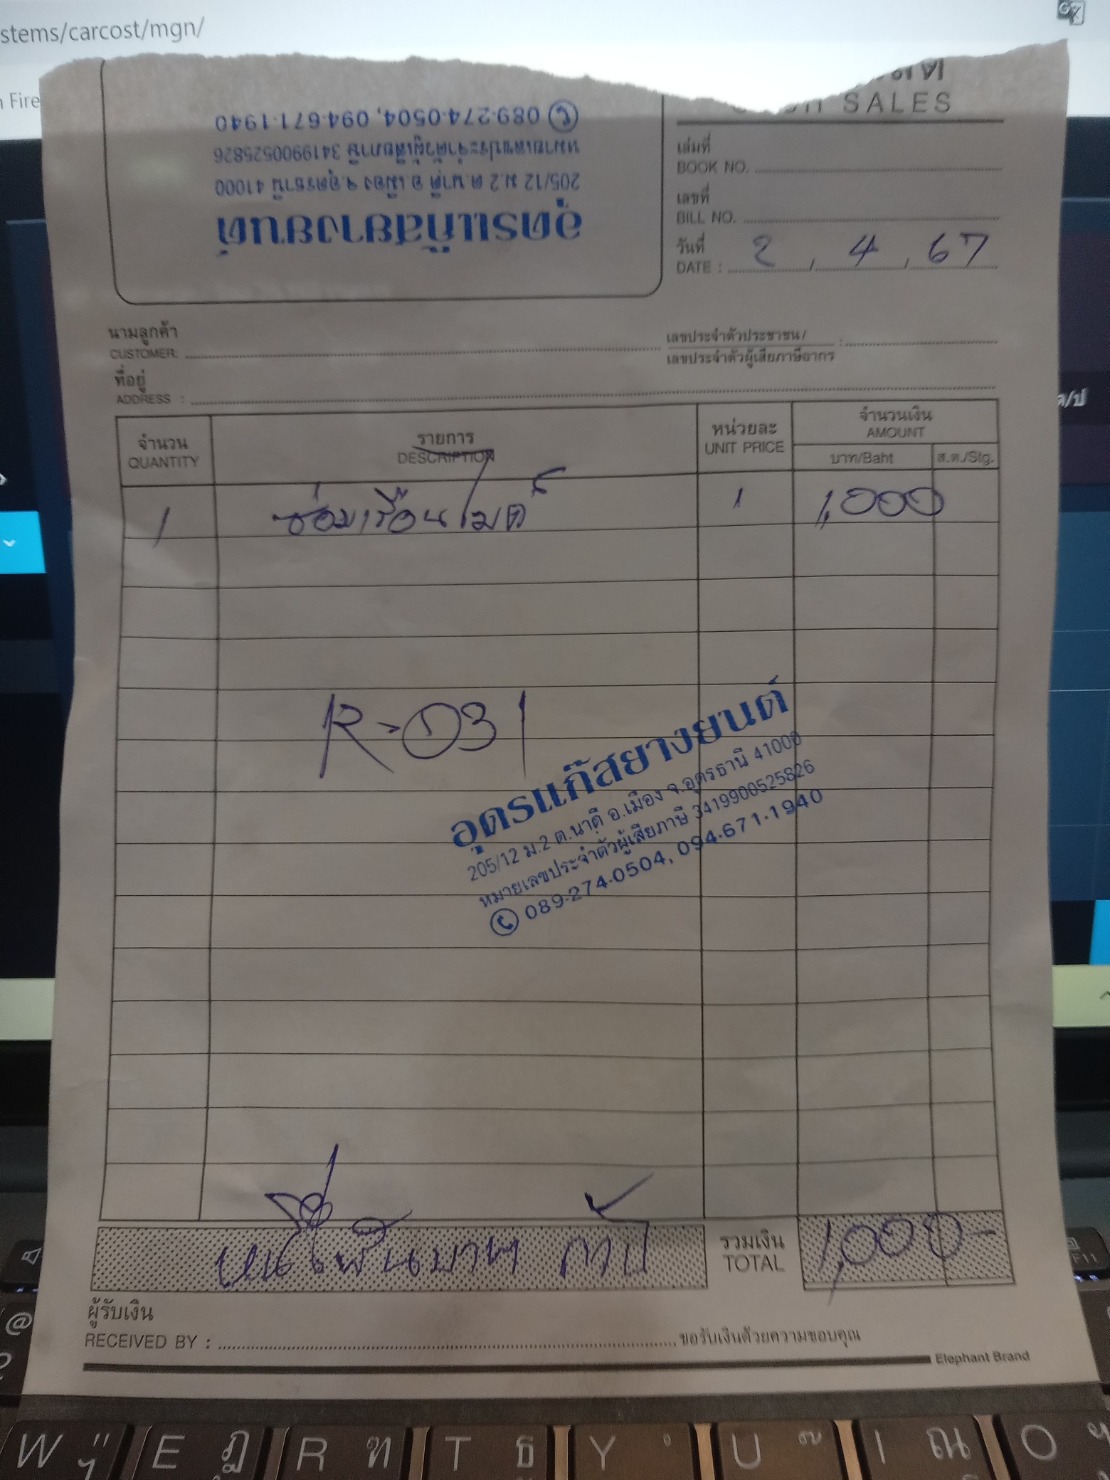 stems/carcost/mgn/
Fire
SALES
อุดรแก๊สยางยนต์
205/12 ม.2 ต.นาดี อ.เมือง จ.อุดรธานี 41000
หมายเลขประจำตัวผู้เสียภาษี 3419900525826
089-274-0504, 094-671-1940
เล่มที่
BOOK NO.
เลขที่
BILL NO.
วันที่
DATE : 2 / 4 / 67
นามลูกค้า
CUSTOMER:
เลขประจำตัวประชาชน/ :
เลขประจำตัวผู้เสียภาษีอากร
ที่อยู่
ADDRESS :
ค/ป
จำนวน รายการ หน่วยละ จำนวนเงิน
QUANTITY DESCRIPTION UNIT PRICE AMOUNT
บาท/Baht ส.ต./Stg.
1 ซ่อมเรือนไมล์ 1 1,000
R-031
อุดรแก๊สยางยนต์
205/12 ม.2 ต.นาดี อ.เมือง จ.อุดรธานี 41000
หมายเลขประจำตัวผู้เสียภาษี 3419900525826
089-274-0504, 094-671-1940
หนึ่งพันบาท รวมเงิน 1,000-
TOTAL
ผู้รับเงิน
RECEIVED BY : ขอรับเงินด้วยความขอบคุณ
Elephant Brand
W E ฎ R ฑ T ธ Y U I ณ O